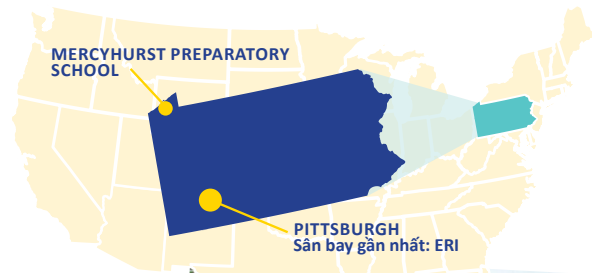 MERCYHURST PREPARATORY
SCHOOL
PITTSBURGH
Sân bay gần nhất: ERI